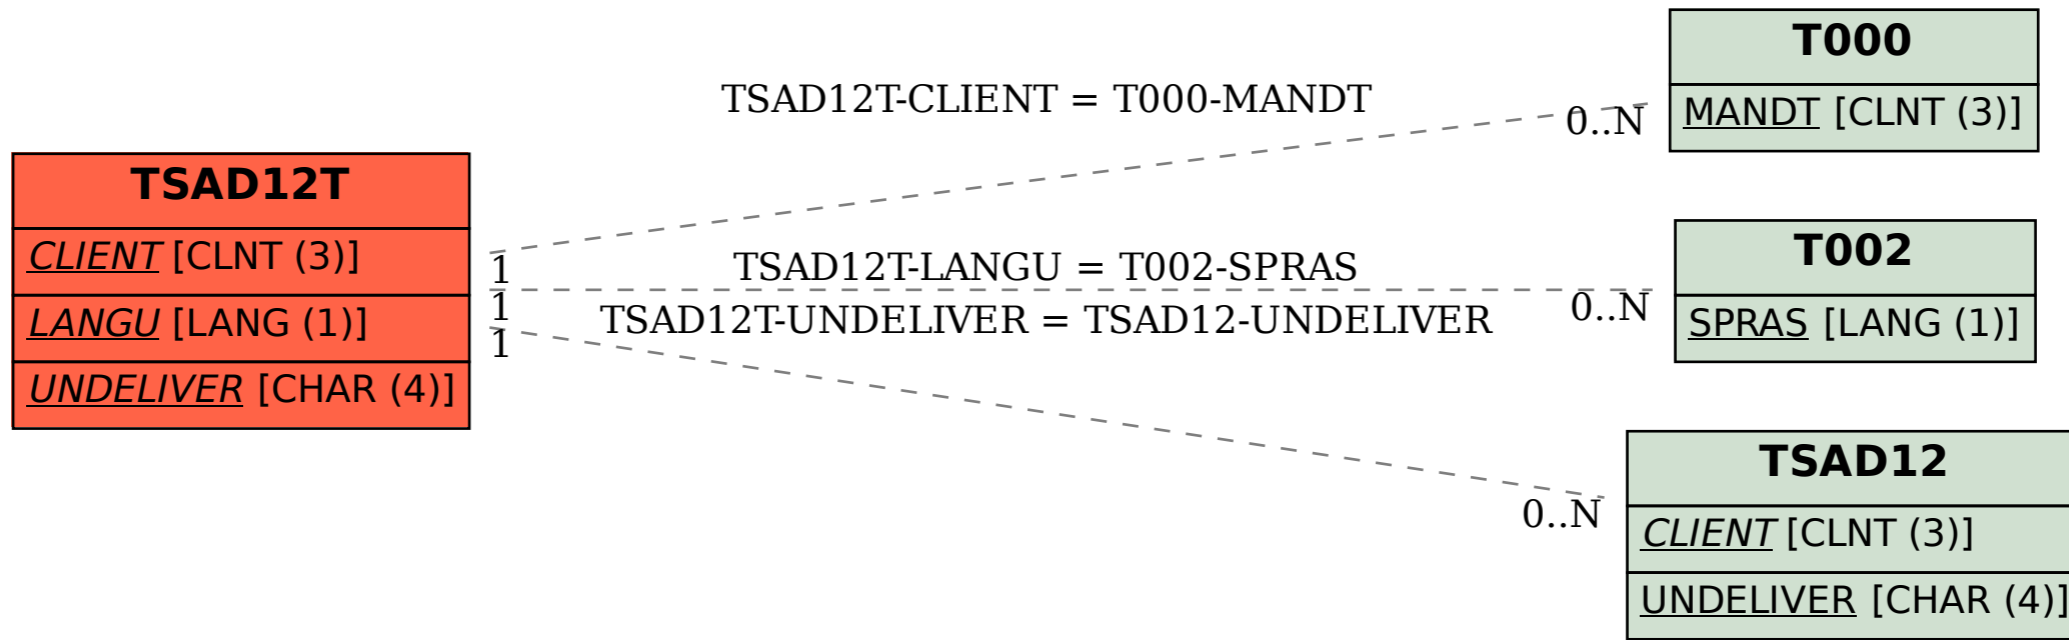 TSAD12T
CLIENT [CLNT (3)]
LANGU [LANG (1)]
UNDELIVER [CHAR (4)]
TSAD12T-CLIENT = T000-MANDT
1
0..N
TSAD12T-LANGU = T002-SPRAS
1
0..N
TSAD12T-UNDELIVER = TSAD12-UNDELIVER
1
0..N
T000
MANDT [CLNT (3)]
T002
SPRAS [LANG (1)]
TSAD12
CLIENT [CLNT (3)]
UNDELIVER [CHAR (4)]